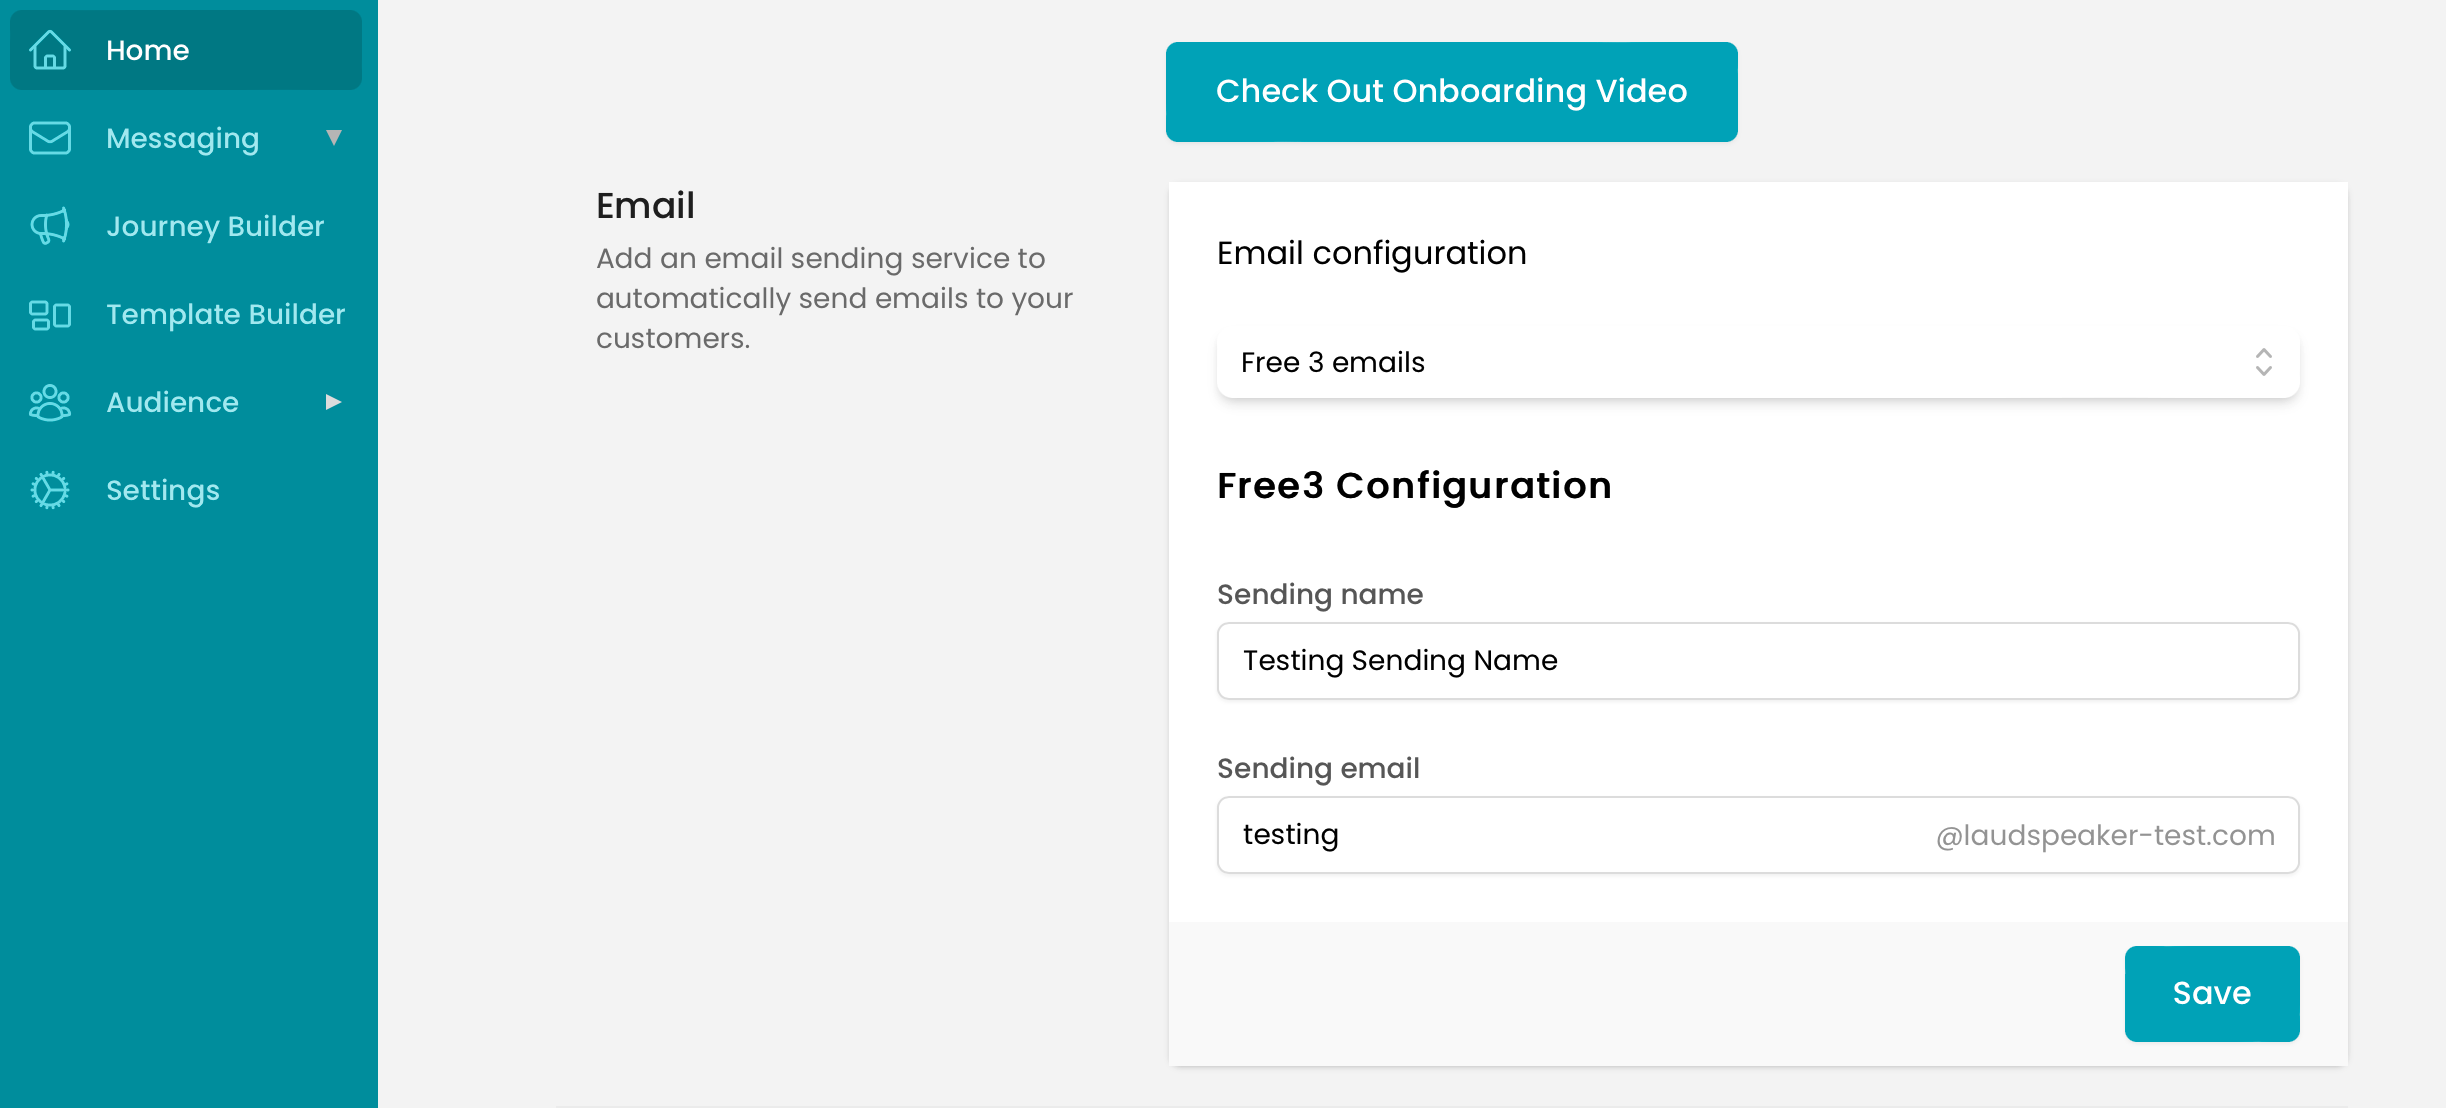 Home
Messaging
Journey Builder
Template Builder
Audience
Settings
Check Out Onboarding Video
Email
Add an email sending service to
automatically send emails to your
customers.
Email configuration
Free 3 emails
Free3 Configuration
Sending name
Testing Sending Name
Sending email
testing @laudspeaker-test.com
Save